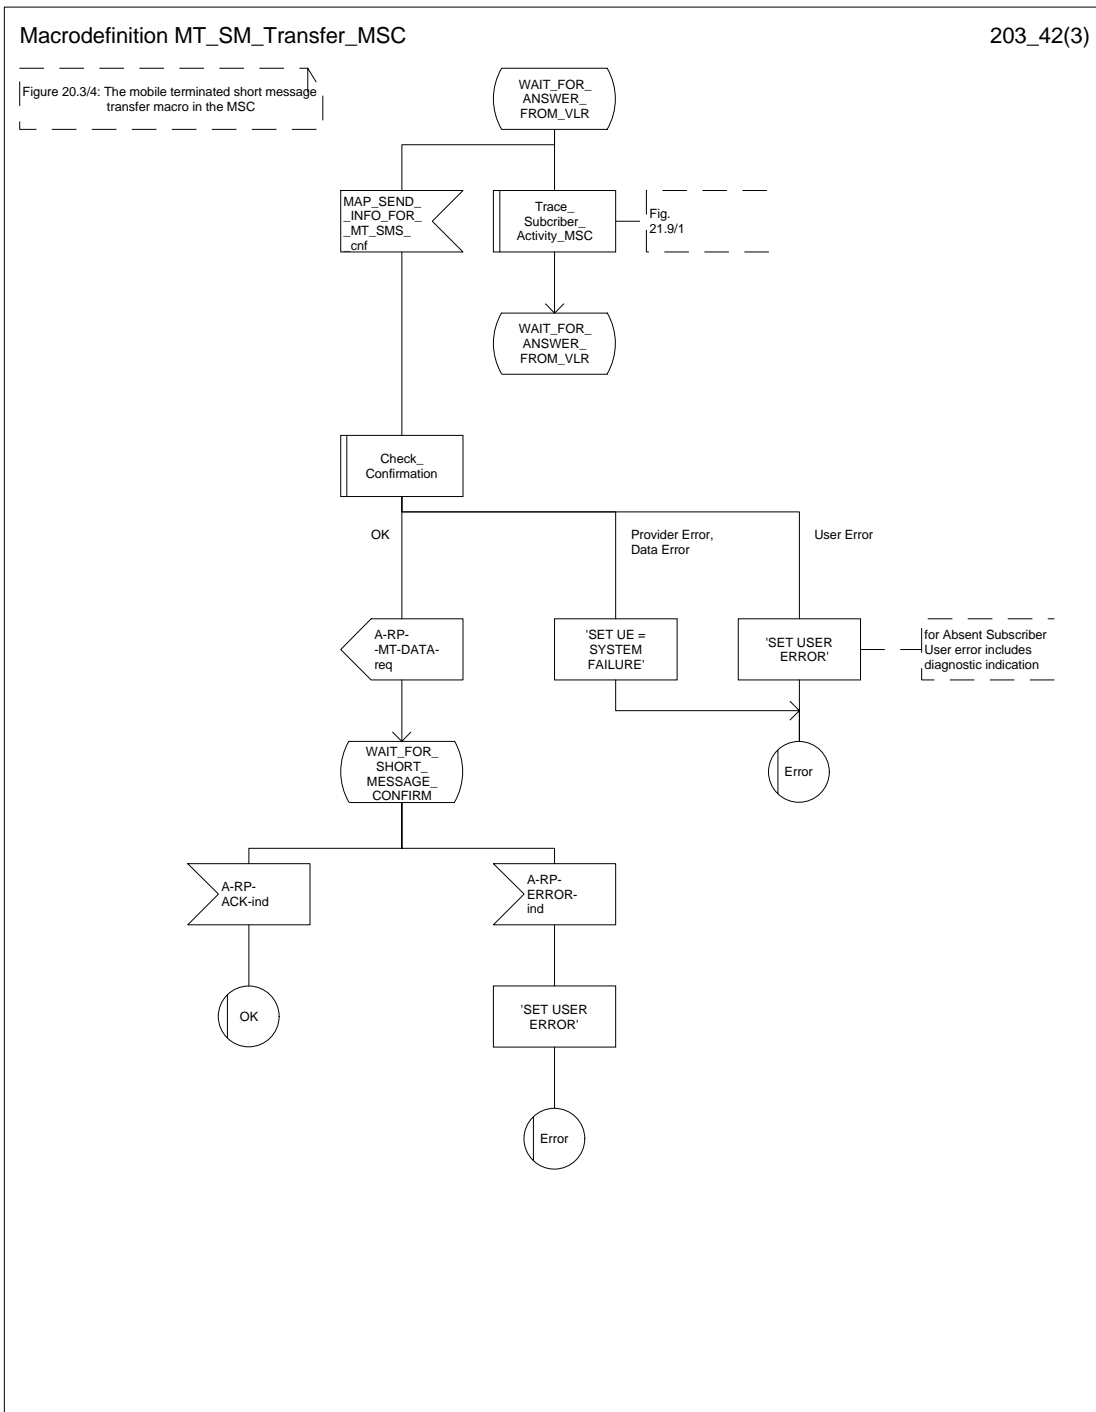 Macrodefinition MT_SM_Transfer_MSC
203_42(3)
Figure 20.3/4: The mobile terminated short message
transfer macro in the MSC
WAIT_FOR_
ANSWER_
FROM_VLR
MAP_SEND_
_INFO_FOR_
_MT_SMS_
_cnf
Trace_
Subcriber_
Activity_MSC
Fig.
21.9/1
WAIT_FOR_
ANSWER_
FROM_VLR
Check_
Confirmation
OK
Provider Error,
Data Error
User Error
A-RP-
-MT-DATA-
req
'SET UE =
SYSTEM
FAILURE'
'SET USER
ERROR'
for Absent Subscriber
User error includes
diagnostic indication
WAIT_FOR_
SHORT_
MESSAGE_
CONFIRM
Error
A-RP-
ACK-ind
A-RP-
ERROR-
ind
OK
'SET USER
ERROR'
Error